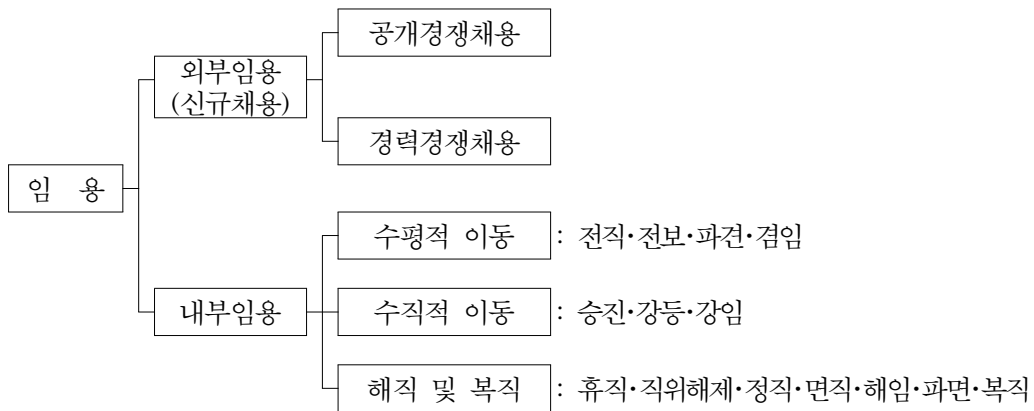 공개경쟁채용
외부임용
(신규채용)
경력경쟁채용
임 용
수평적 이동 : 전직·전보·파견·겸임
내부임용
수직적 이동 : 승진·강등·강임
해직 및 복직 : 휴직·직위해제·정직·면직·해임·파면·복직